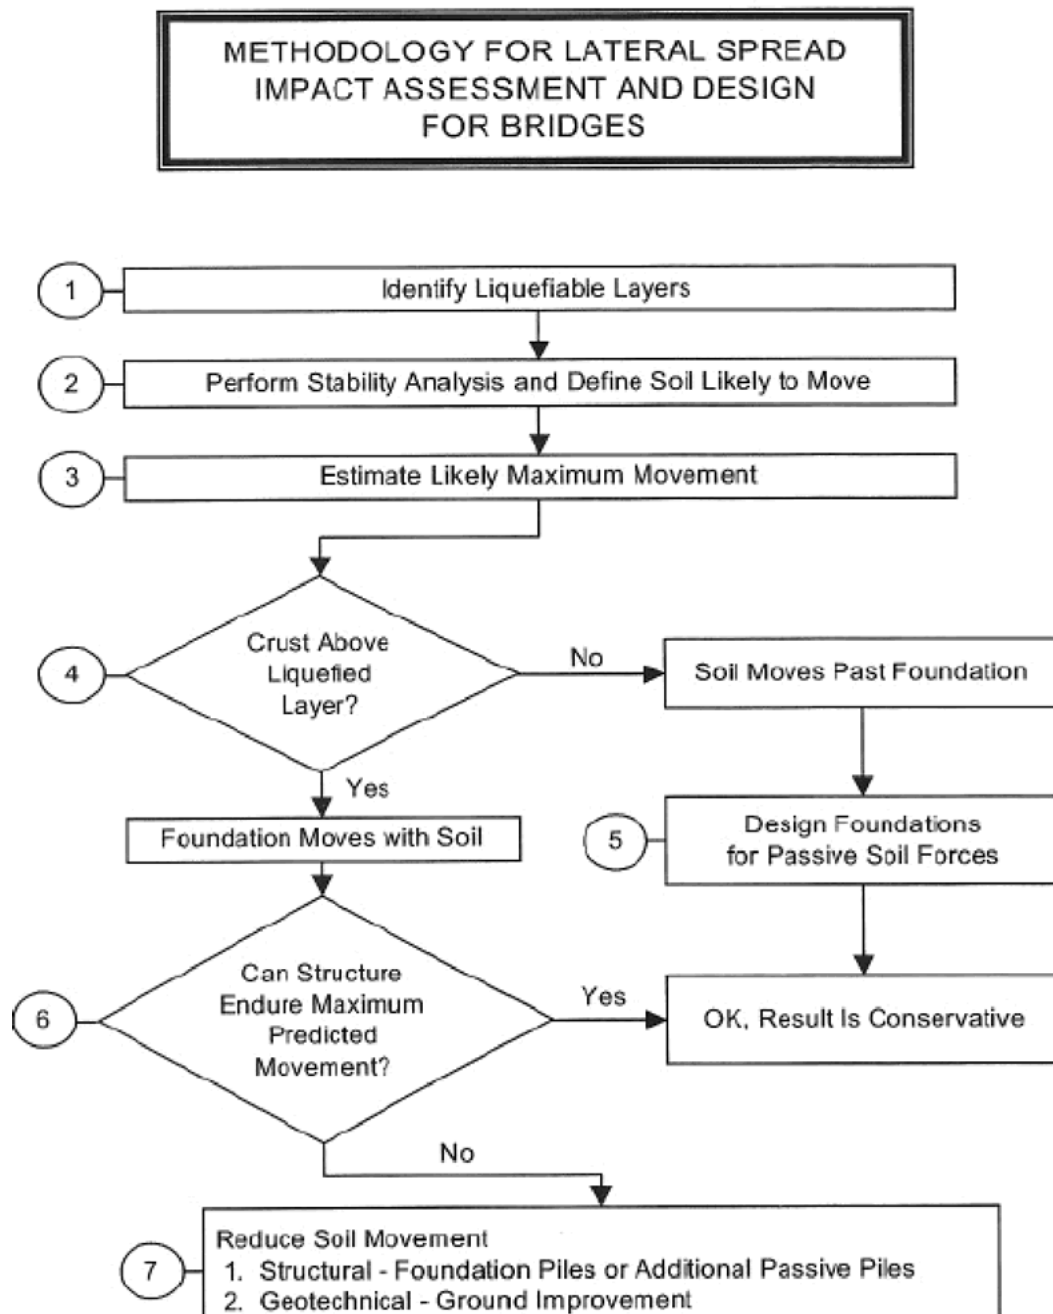 METHODOLOGY FOR LATERAL SPREAD
IMPACT ASSESSMENT AND DESIGN
FOR BRIDGES
1
Identify Liquefiable Layers
2
Perform Stability Analysis and Define Soil Likely to Move
3
Estimate Likely Maximum Movement
4
Crust Above
Liquefied
Layer?
No
Soil Moves Past Foundation
Yes
Foundation Moves with Soil
5
Design Foundations
for Passive Soil Forces
6
Can Structure
Endure Maximum
Predicted
Movement?
Yes
OK, Result Is Conservative
No
7
Reduce Soil Movement
1. Structural - Foundation Piles or Additional Passive Piles
2. Geotechnical - Ground Improvement